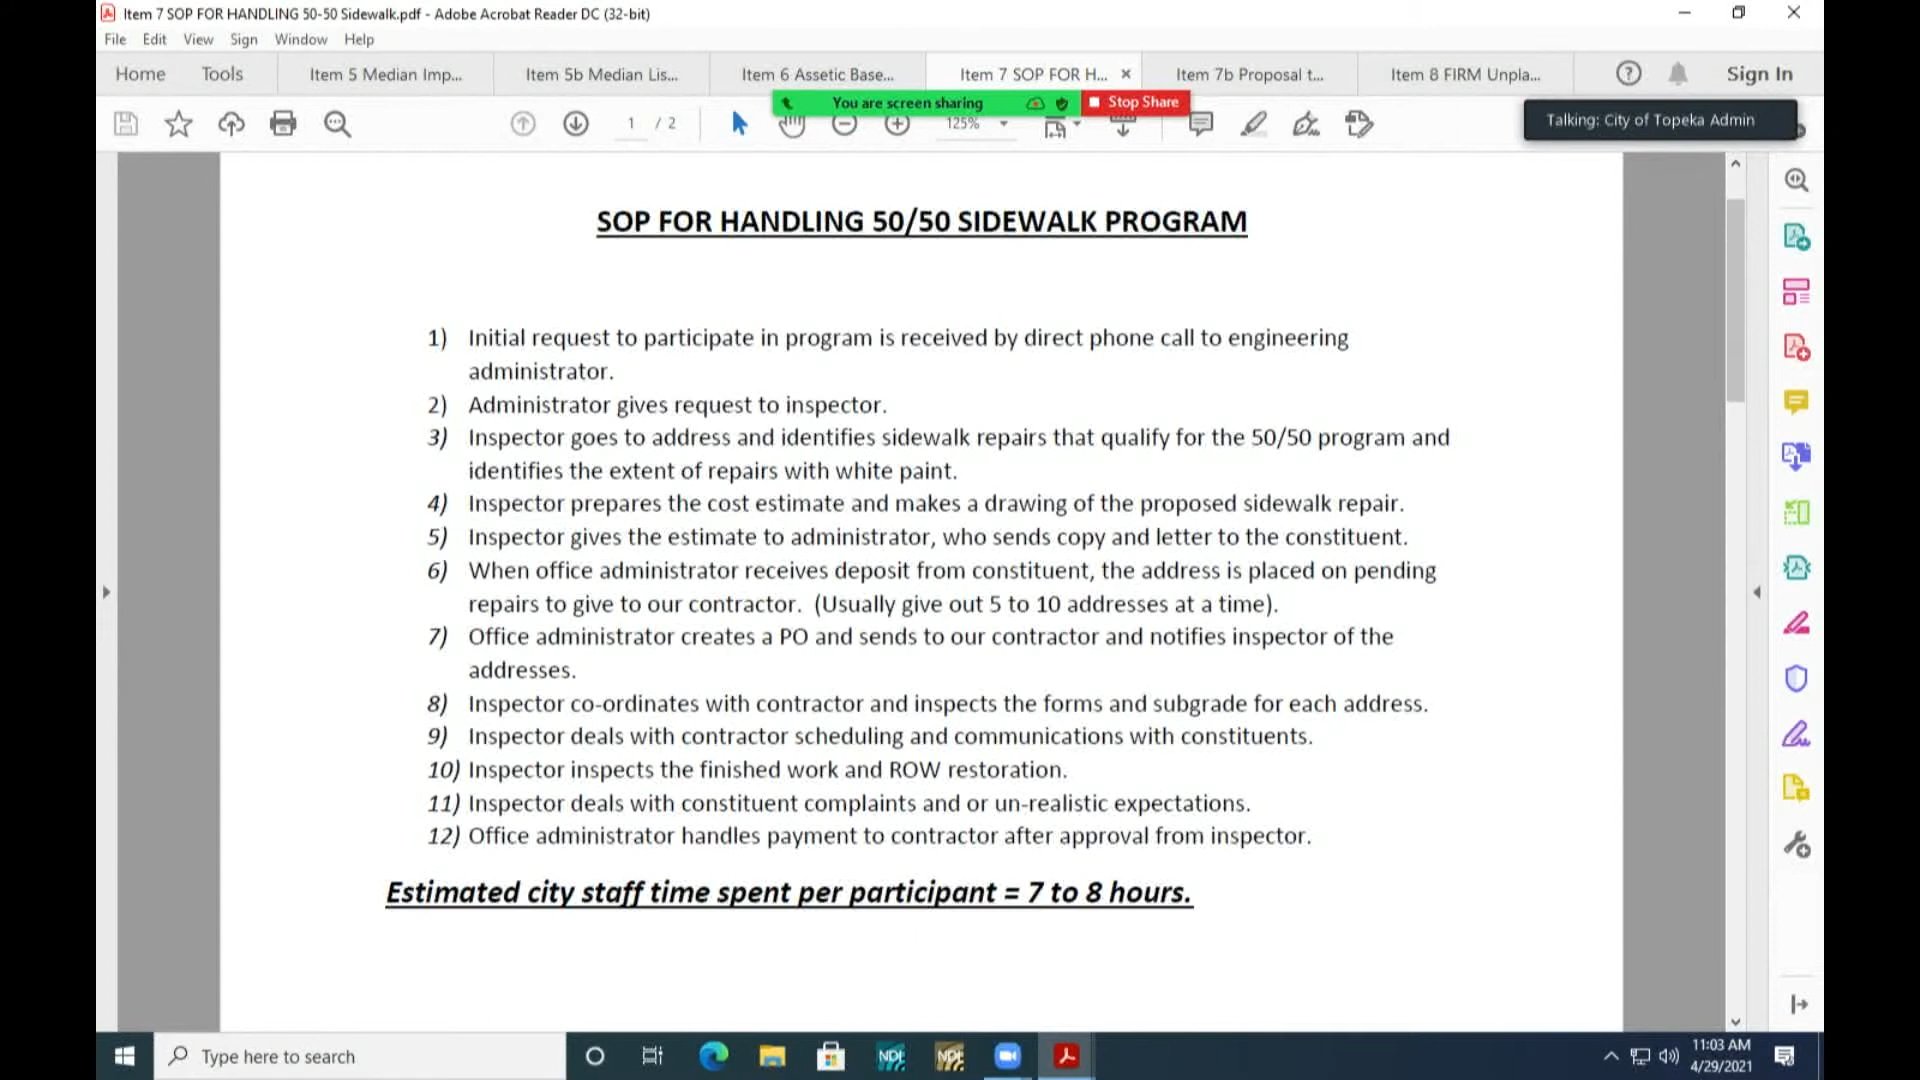 Item 7 SOP FOR HANDLING 50-50 Sidewalk.pdf - Adobe Acrobat Reader DC (32-bit)
File Edit View Sign Window Help
Home Tools Item 5 Median Imp... Item 5b Median Lis... Item 6 Assetic Base... Item 7 SOP FOR H... Item 7b Proposal t... Item 8 FIRM Unpla... Sign In
You are screen sharing Stop Share
1 / 2 125% Talking: City of Topeka Admin
SOP FOR HANDLING 50/50 SIDEWALK PROGRAM
1) Initial request to participate in program is received by direct phone call to engineering
administrator.
2) Administrator gives request to inspector.
3) Inspector goes to address and identifies sidewalk repairs that qualify for the 50/50 program and
identifies the extent of repairs with white paint.
4) Inspector prepares the cost estimate and makes a drawing of the proposed sidewalk repair.
5) Inspector gives the estimate to administrator, who sends copy and letter to the constituent.
6) When office administrator receives deposit from constituent, the address is placed on pending
repairs to give to our contractor. (Usually give out 5 to 10 addresses at a time).
7) Office administrator creates a PO and sends to our contractor and notifies inspector of the
addresses.
8) Inspector co-ordinates with contractor and inspects the forms and subgrade for each address.
9) Inspector deals with contractor scheduling and communications with constituents.
10) Inspector inspects the finished work and ROW restoration.
11) Inspector deals with constituent complaints and or un-realistic expectations.
12) Office administrator handles payment to contractor after approval from inspector.
Estimated city staff time spent per participant = 7 to 8 hours.
Type here to search
11:03 AM
4/29/2021